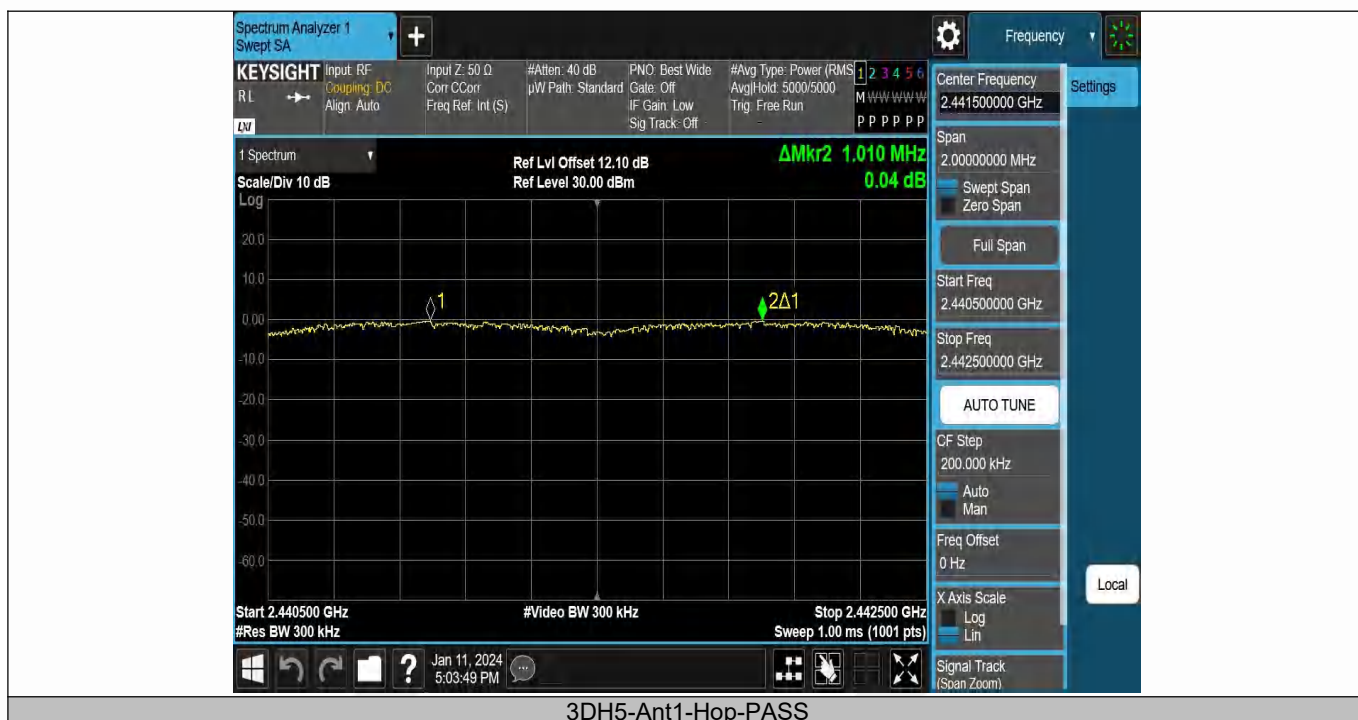 Spectrum Analyzer 1
Swept SA
Frequency
KEYSIGHT
RL
LXI
Input: RF
Coupling: DC
Align: Auto
Input Z: 50 Ω
Corr CCorr
Freq Ref: Int (S)
#Atten: 40 dB
µW Path: Standard
PNO: Best Wide
Gate: Off
IF Gain: Low
Sig Track: Off
#Avg Type: Power (RMS
Avg|Hold: 5000/5000
Trig: Free Run
1 2 3 4 5 6
M W W W W W
P P P P P P
1 Spectrum
Scale/Div 10 dB
Log
Ref Lvl Offset 12.10 dB
Ref Level 30.00 dBm
ΔMkr2 1.010 MHz
0.04 dB
20.0
10.0
0.00
-10.0
-20.0
-30.0
-40.0
-50.0
-60.0
1
2Δ1
Start 2.440500 GHz
#Res BW 300 kHz
#Video BW 300 kHz
Stop 2.442500 GHz
Sweep 1.00 ms (1001 pts)
Jan 11, 2024
5:03:49 PM
Center Frequency
2.441500000 GHz
Settings
Span
2.00000000 MHz
Swept Span
Zero Span
Full Span
Start Freq
2.440500000 GHz
Stop Freq
2.442500000 GHz
AUTO TUNE
CF Step
200.000 kHz
Auto
Man
Freq Offset
0 Hz
Local
X Axis Scale
Log
Lin
Signal Track
(Span Zoom)
3DH5-Ant1-Hop-PASS